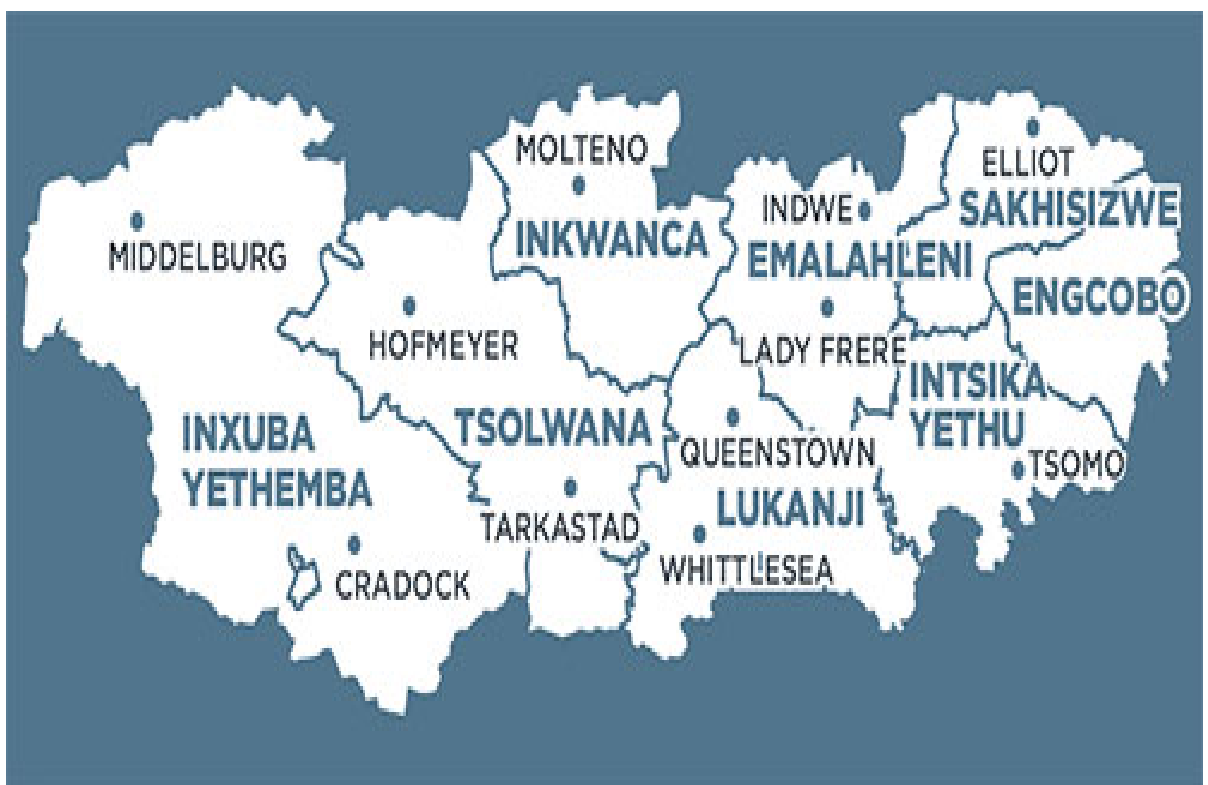 MOLTENO
ELLIOT
INDWE
SAKHISIZWE
MIDDELBURG
INKWANCA
EMALAHLENI
ENGCOBO
HOFMEYER
LADY FRERE
INTSIKA
YETHU
INXUBA
YETHEMBA
TSOLWANA
QUEENSTOWN
TSOMO
LUKANJI
TARKASTAD
WHITTLESEA
CRADOCK